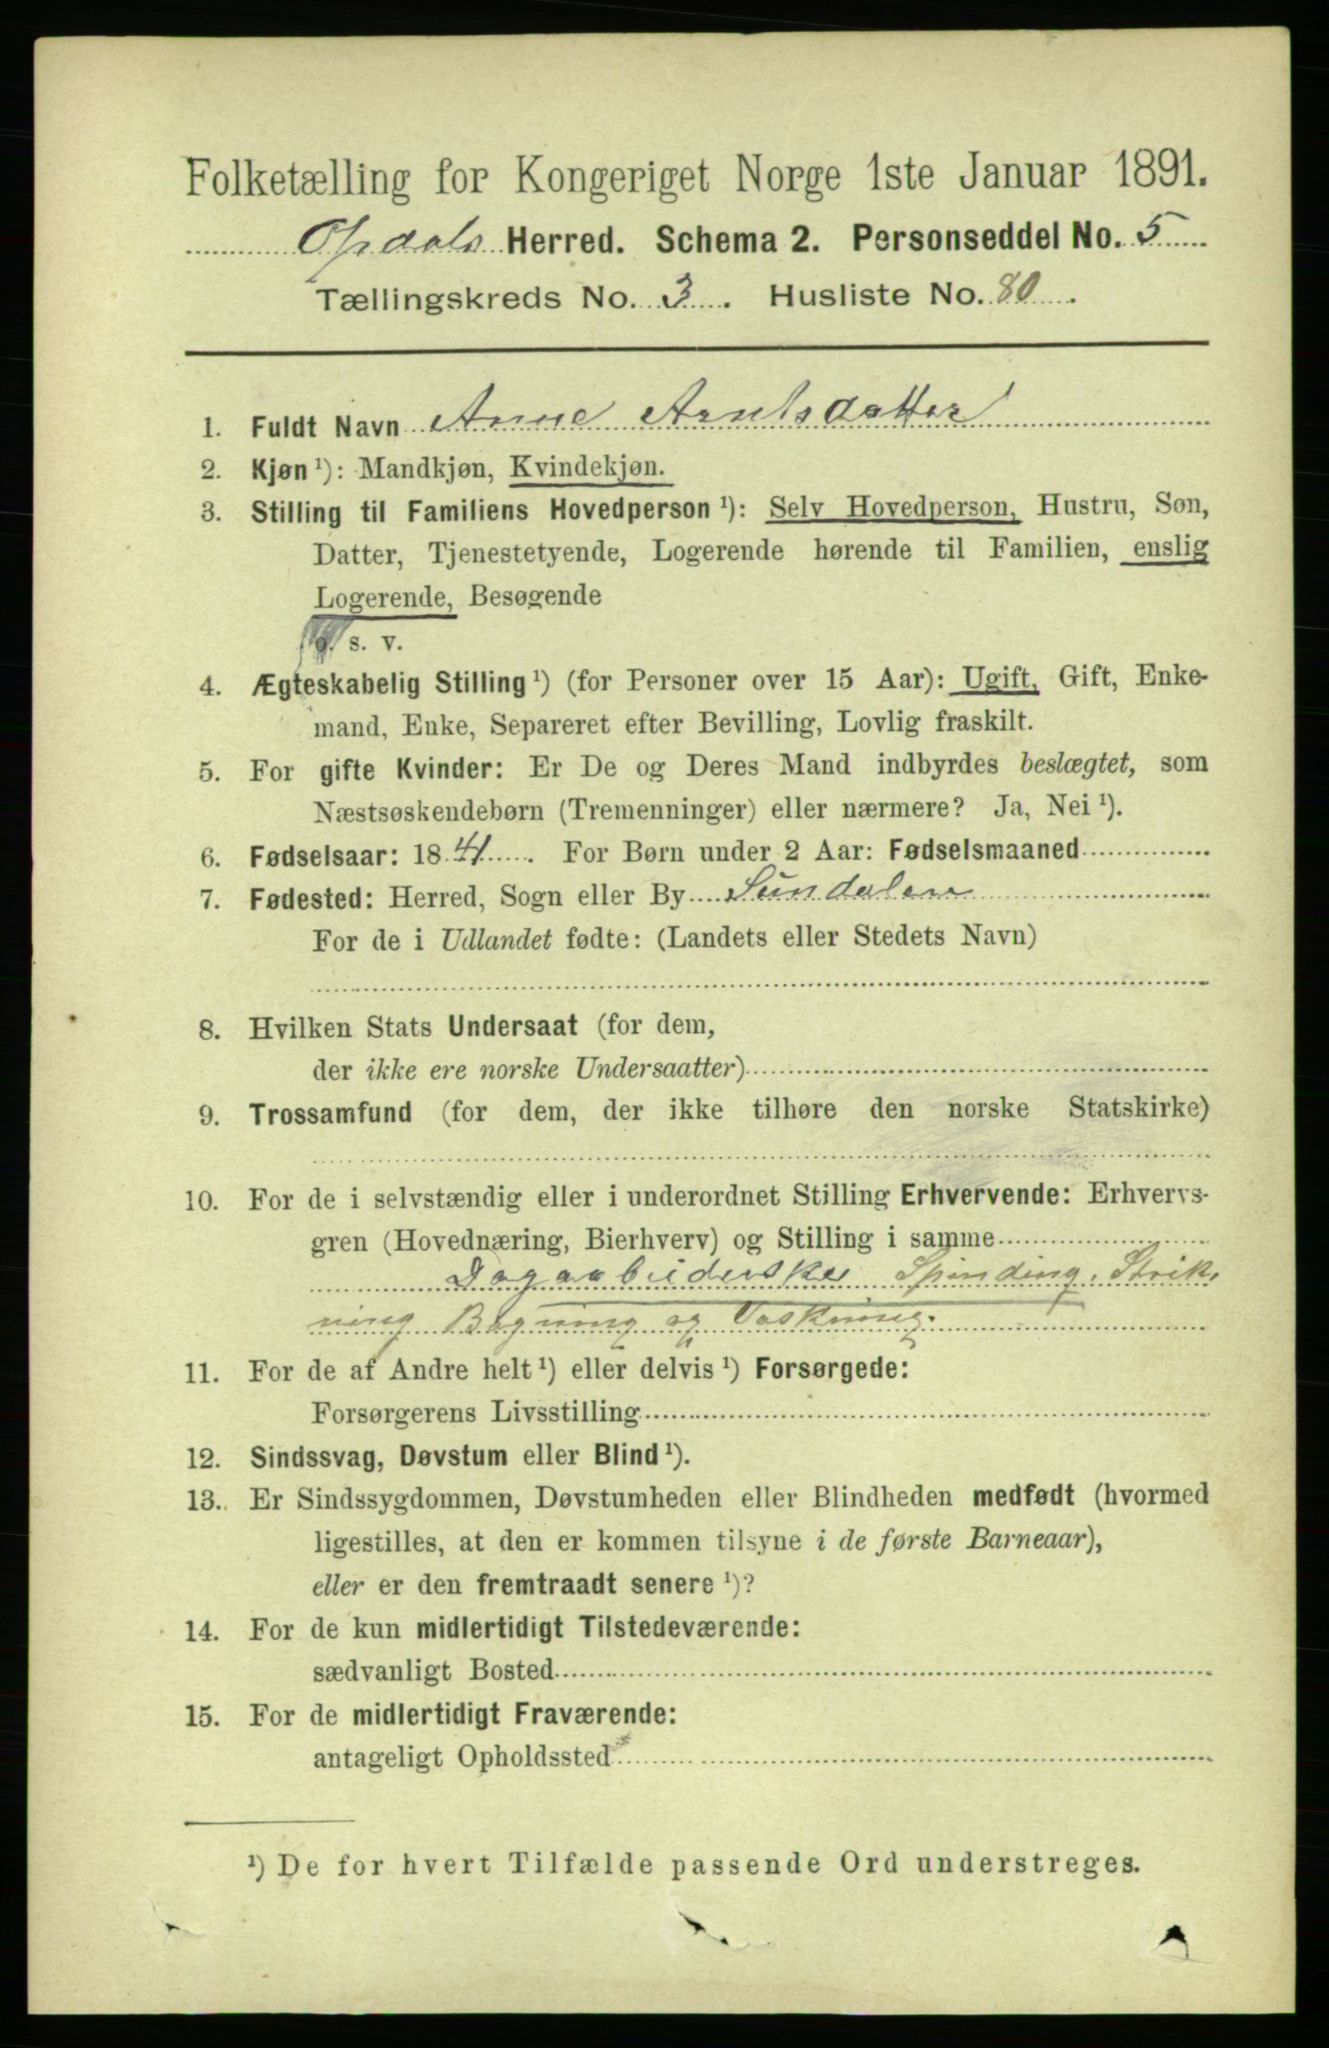 Folketælling for Kongeriget Norge 1ste Januar 1891.
Opdals Herred. Schema 2. Personseddel No. 5
Tællingskreds No. 3. Husliste No. 80.
1. Fuldt Navn Anne Arntsdatter
2. Kjøn ¹): Mandkjøn, Kvindekjøn.
3. Stilling til Familiens Hovedperson ¹): Selv Hovedperson, Hustru, Søn,
Datter, Tjenestetyende, Logerende hørende til Familien, enslig
Logerende, Besøgende
o. s. v.
4. Ægteskabelig Stilling ¹) (for Personer over 15 Aar): Ugift, Gift, Enke-
mand, Enke, Separeret efter Bevilling, Lovlig fraskilt.
5. For gifte Kvinder: Er De og Deres Mand indbyrdes beslægtet, som
Næstsøskendebørn (Tremenninger) eller nærmere? Ja, Nei ¹).
6. Fødselsaar: 1841. For Børn under 2 Aar: Fødselsmaaned
7. Fødested: Herred, Sogn eller By Sundalen
For de i Udlandet fødte: (Landets eller Stedets Navn)
8. Hvilken Stats Undersaat (for dem,
der ikke ere norske Undersaatter)
9. Trossamfund (for dem, der ikke tilhøre den norske Statskirke)
10. For de i selvstændig eller i underordnet Stilling Erhvervende: Erhvervs-
gren (Hovednæring, Bierhverv) og Stilling i samme
Dagarbeiderske Spinding, Strik-
ning Bagning og Vaskning.
11. For de af Andre helt ¹) eller delvis ¹) Forsørgede:
Forsørgerens Livsstilling
12. Sindssvag, Døvstum eller Blind ¹).
13. Er Sindssygdommen, Døvstumheden eller Blindheden medfødt (hvormed
ligestilles, at den er kommen tilsyne i de første Barneaar),
eller er den fremtraadt senere ¹)?
14. For de kun midlertidigt Tilstedeværende:
sædvanligt Bosted
15. For de midlertidigt Fraværende:
antageligt Opholdssted
¹) De for hvert Tilfælde passende Ord understreges.